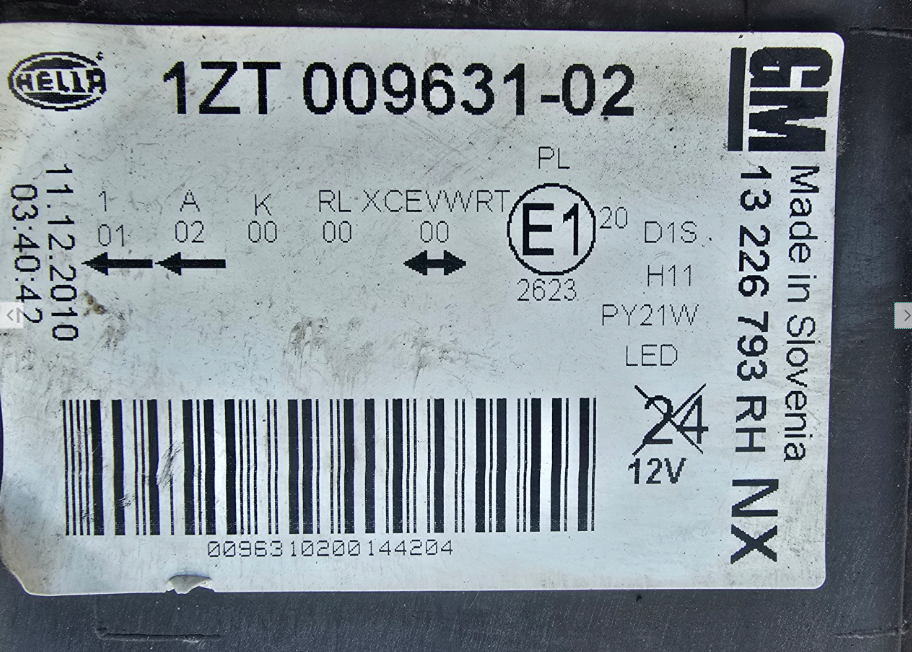 HELLA
1ZT 009631-02
GM
PL
1 A K RL XCEVWRT
01 02 00 00 00
E1 20
2623
D1S
H11
PY21W
LED
24
12V
11.12.2010
03:40:42
Made in Slovenia
13 226 793 RH NX
0096310200144204